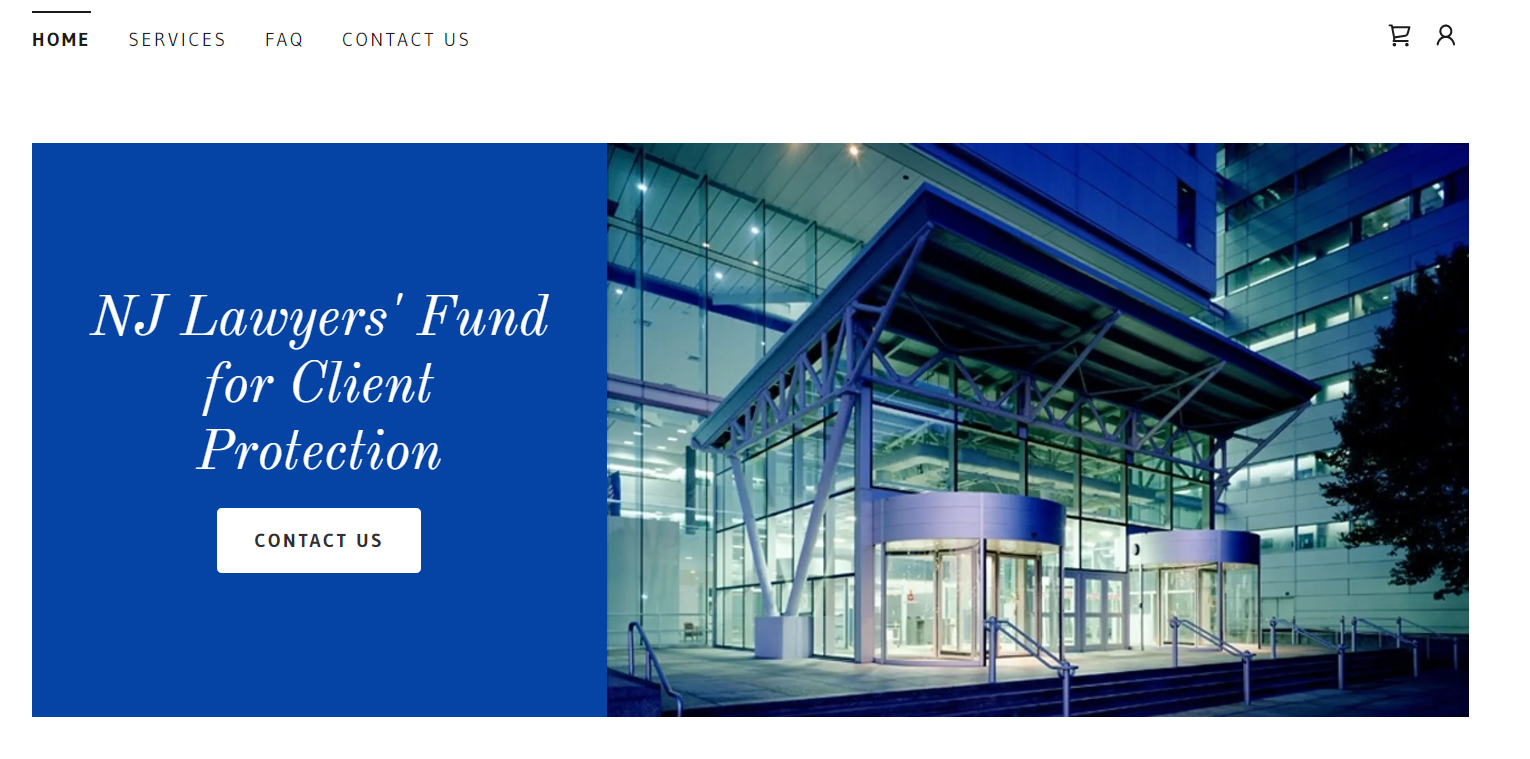 HOME SERVICES FAQ CONTACT US
NJ Lawyers' Fund
for Client
Protection
CONTACT US